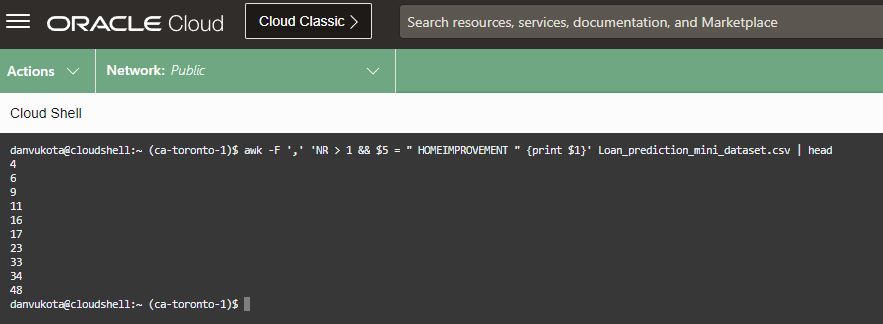 ORACLE Cloud
Cloud Classic >
Search resources, services, documentation, and Marketplace
Actions
Network: Public
Cloud Shell
danvukota@cloudshell:~ (ca-toronto-1)$ awk -F ',' 'NR > 1 && $5 = " HOMEIMPROVEMENT " {print $1}' Loan_prediction_mini_dataset.csv | head
4
6
9
11
16
17
23
33
34
48
danvukota@cloudshell:~ (ca-toronto-1)$